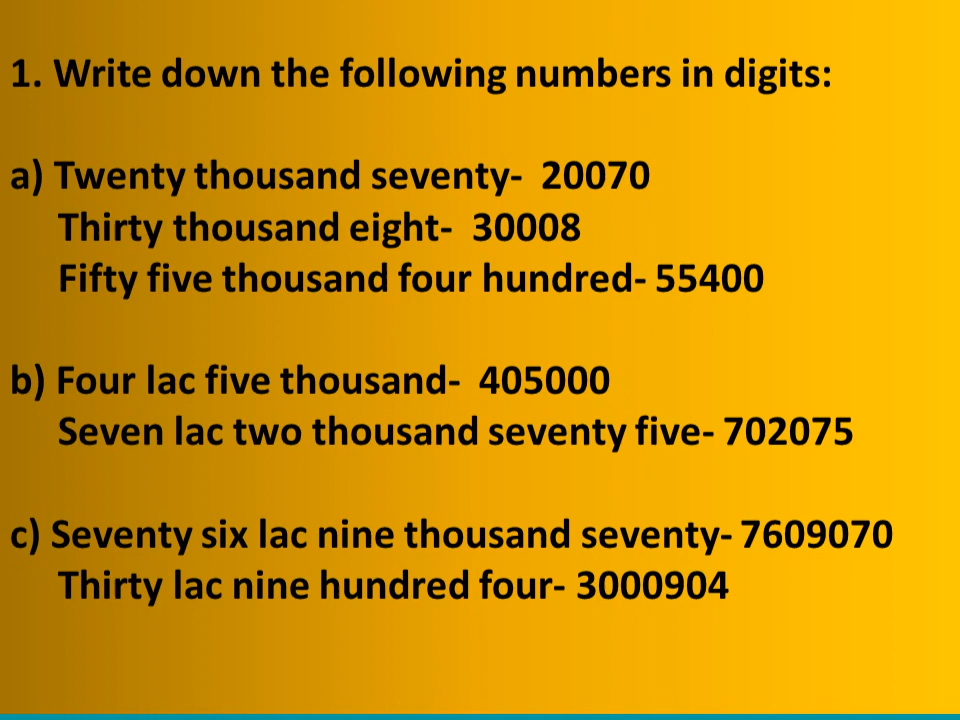 1. Write down the following numbers in digits:
a) Twenty thousand seventy- 20070
Thirty thousand eight- 30008
Fifty five thousand four hundred- 55400
b) Four lac five thousand- 405000
Seven lac two thousand seventy five- 702075
c) Seventy six lac nine thousand seventy- 7609070
Thirty lac nine hundred four- 3000904